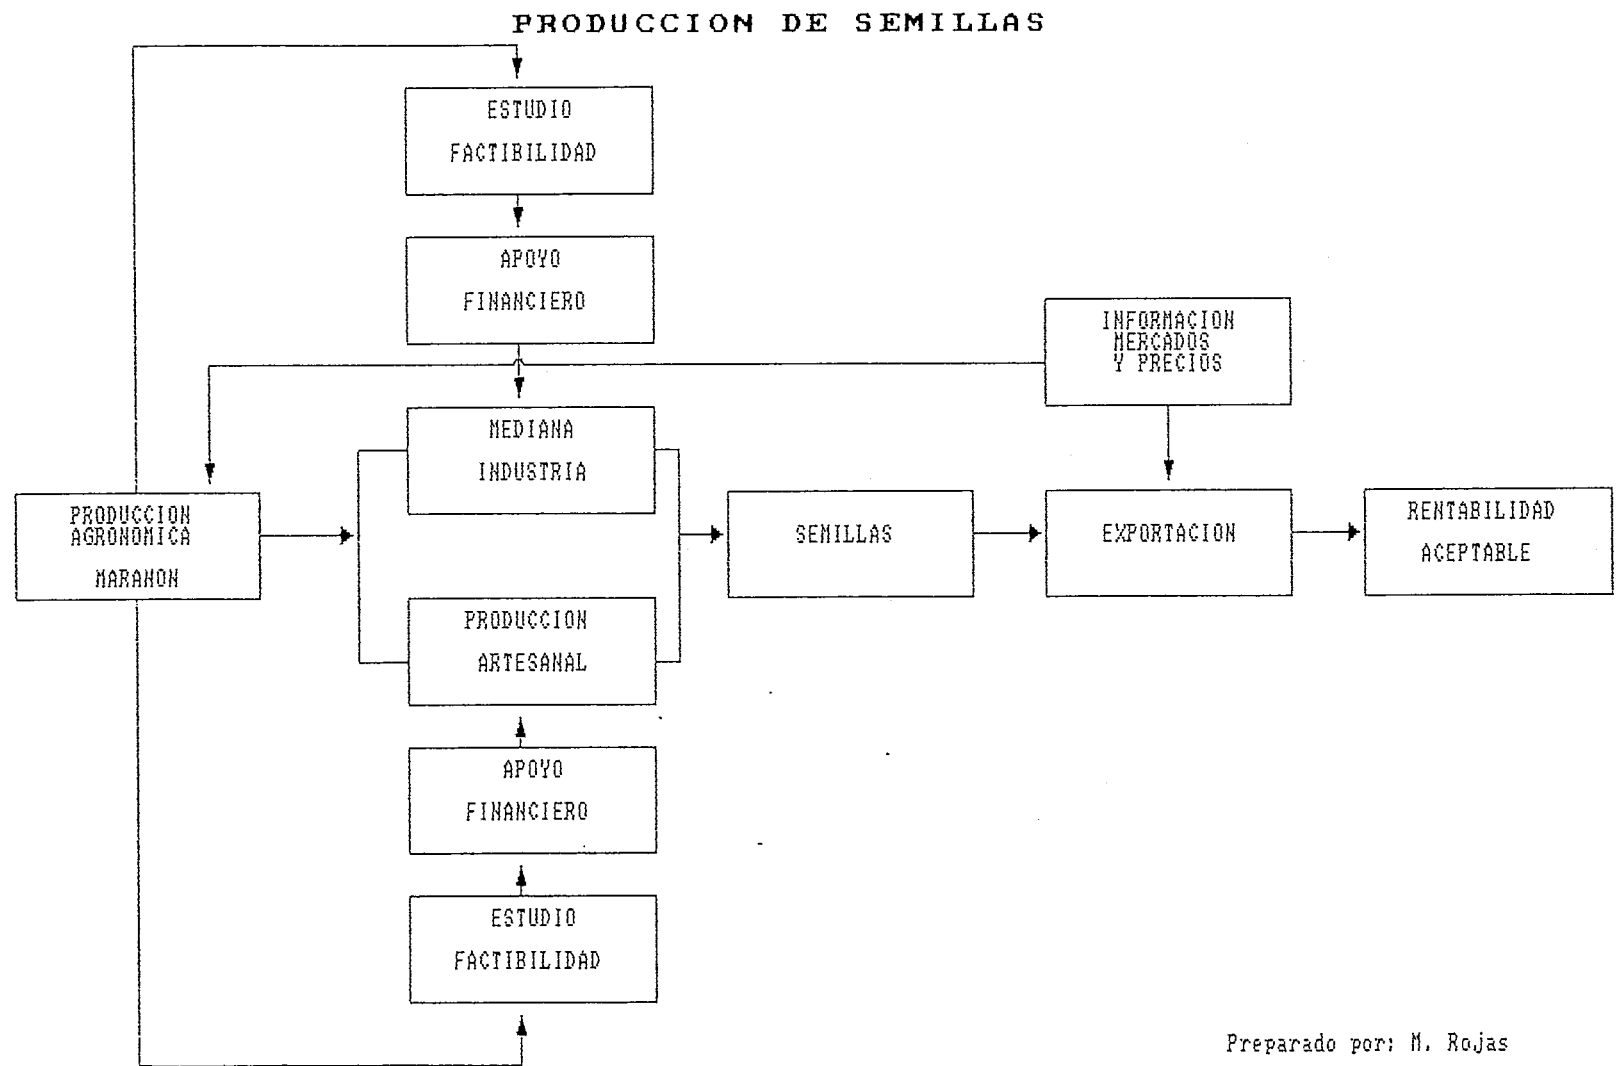 PRODUCCION DE SEMILLAS
ESTUDIO
FACTIBILIDAD
APOYO
FINANCIERO
INFORMACION
MERCADOS
Y PRECIOS
MEDIANA
INDUSTRIA
PRODUCCION
AGRONOMICA
MARANON
SEMILLAS
EXPORTACION
RENTABILIDAD
ACEPTABLE
PRODUCCION
ARTESANAL
APOYO
FINANCIERO
ESTUDIO
FACTIBILIDAD
Preparado por: M. Rojas